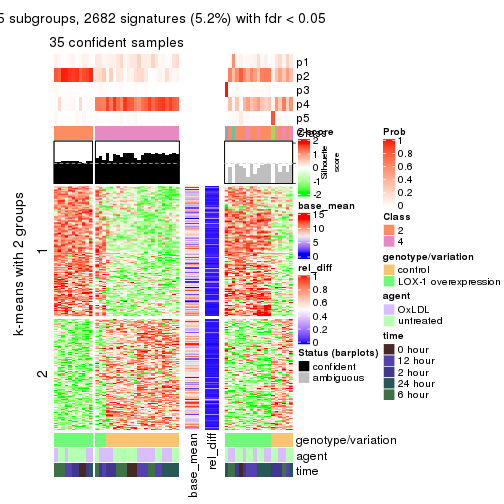 5 subgroups, 2682 signatures (5.2%) with fdr < 0.05
35 confident samples
p1
p2
p3
p4
p5
Class
Silhouette
score
k-means with 2 groups
1
2
Z-score
2
1
0
-1
-2
base_mean
15
10
5
0
rel_diff
1
0.8
0.6
0.4
0.2
0
Status (barplots)
confident
ambiguous
Prob
1
0.8
0.6
0.4
0.2
0
Class
2
4
genotype/variation
control
LOX-1 overexpression
agent
OxLDL
untreated
time
0 hour
12 hour
2 hour
24 hour
6 hour
genotype/variation
agent
time
base_mean
rel_diff